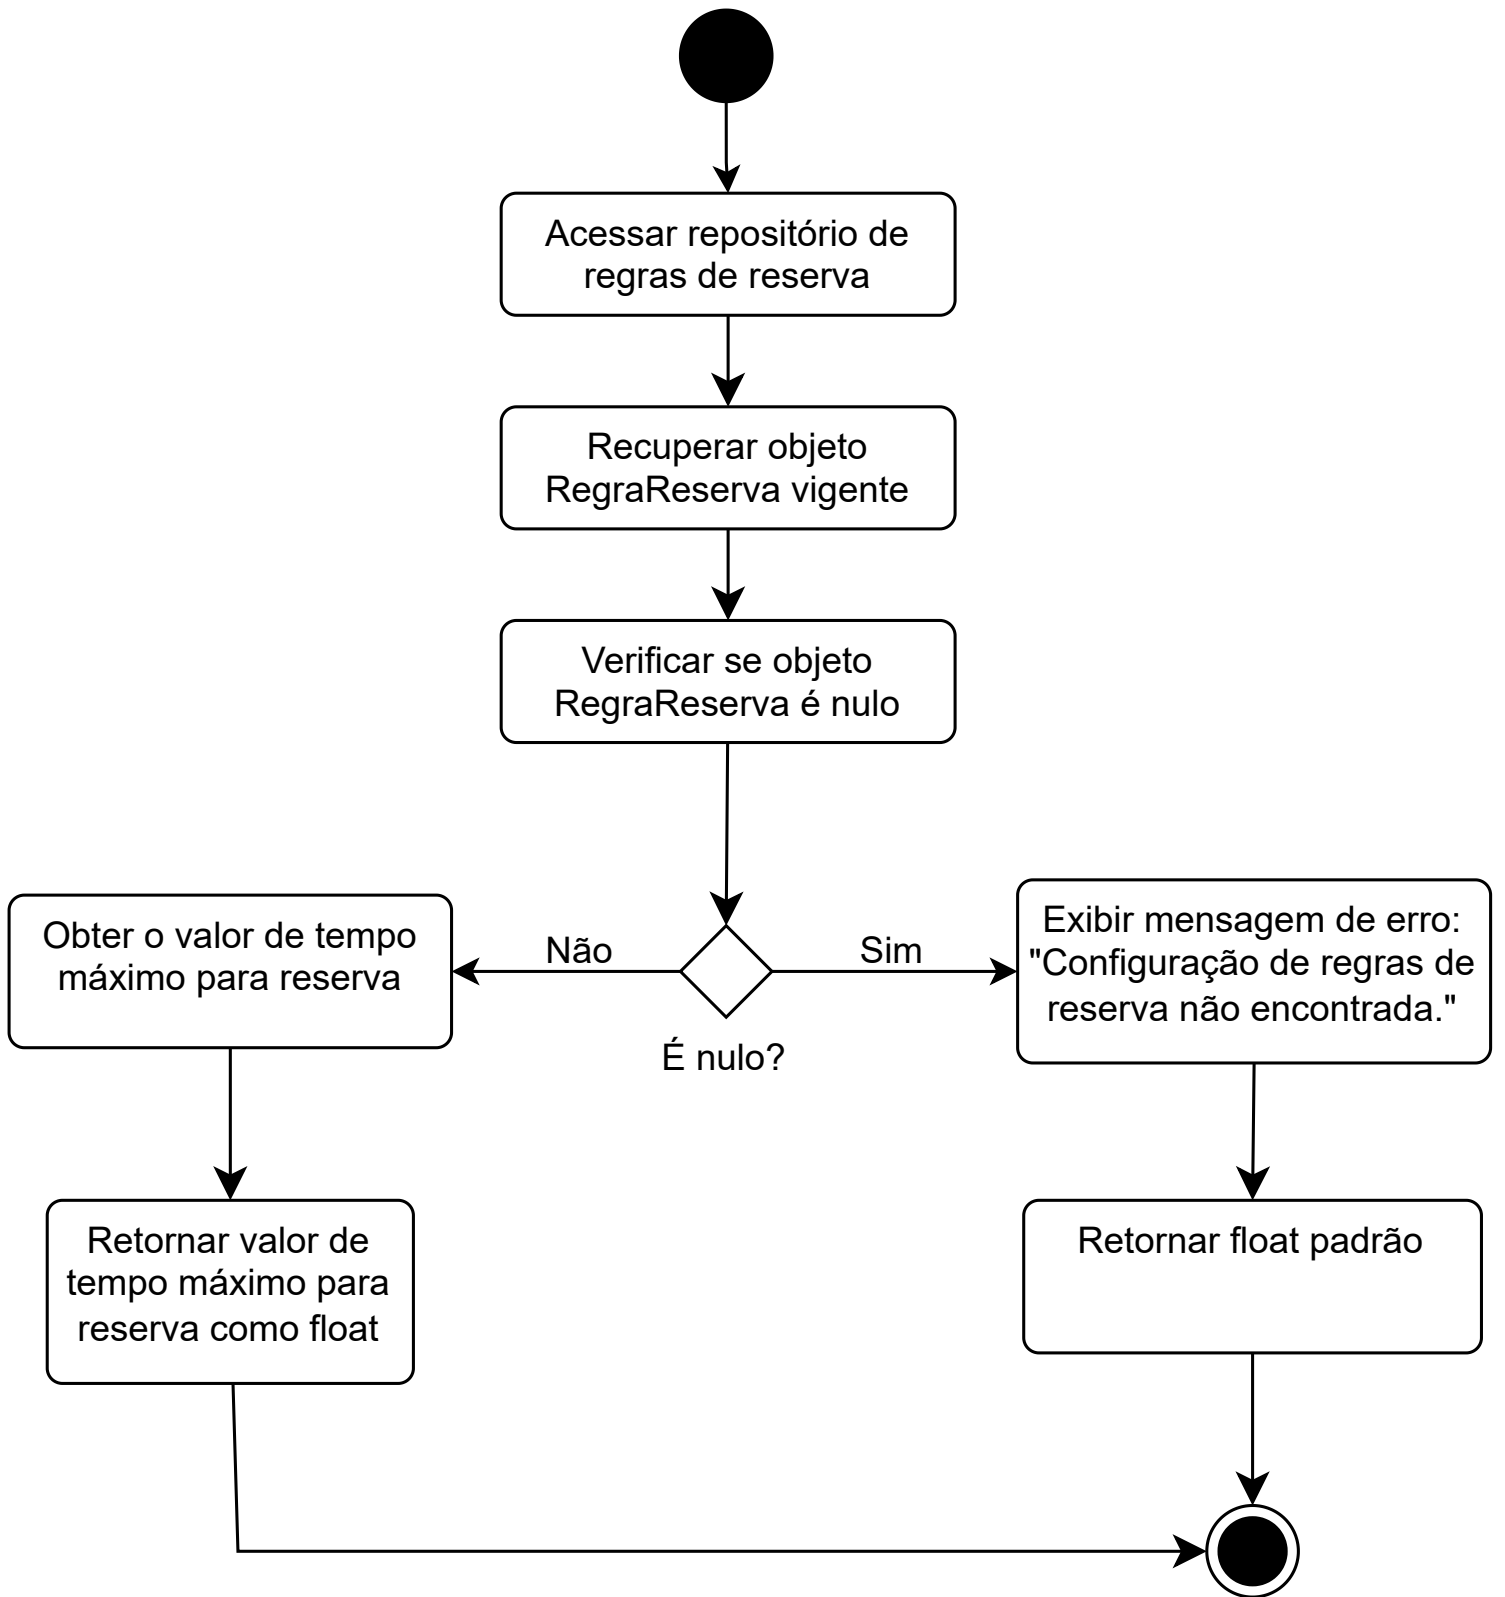 Acessar repositório de
regras de reserva
Recuperar objeto
RegraReserva vigente
Verificar se objeto
RegraReserva é nulo
Obter o valor de tempo
máximo para reserva
Não
Sim
É nulo?
Exibir mensagem de erro:
"Configuração de regras de
reserva não encontrada."
Retornar valor de
tempo máximo para
reserva como float
Retornar float padrão